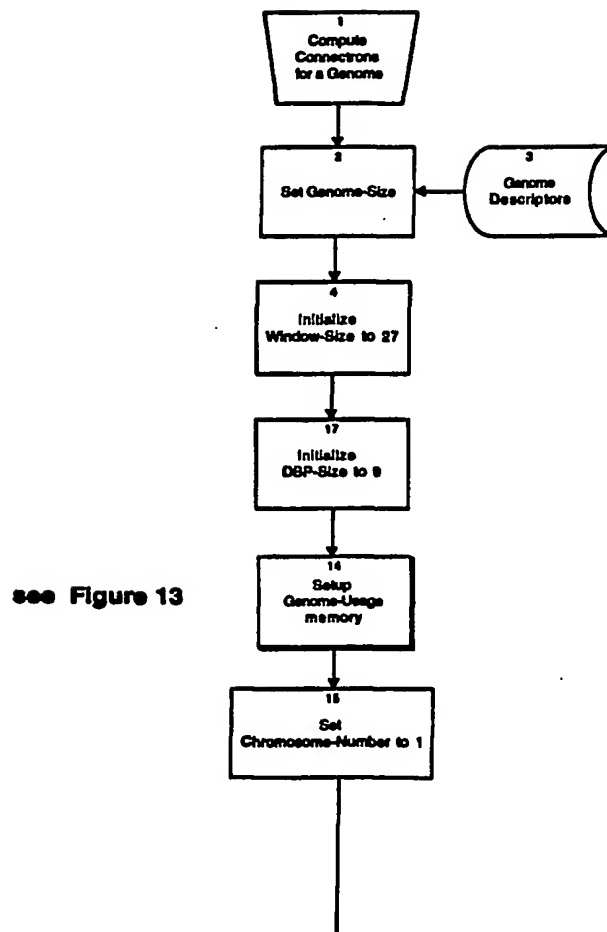 1
Compute
Connectrons
for a Genome
2
Set Genome-Size
3
Genome
Descriptors
4
Initialize
Window-Size to 27
17
Initialize
DBP-Size to 9
see Figure 13
14
Setup
Genome-Usage
memory
15
Set
Chromosome-Number to 1